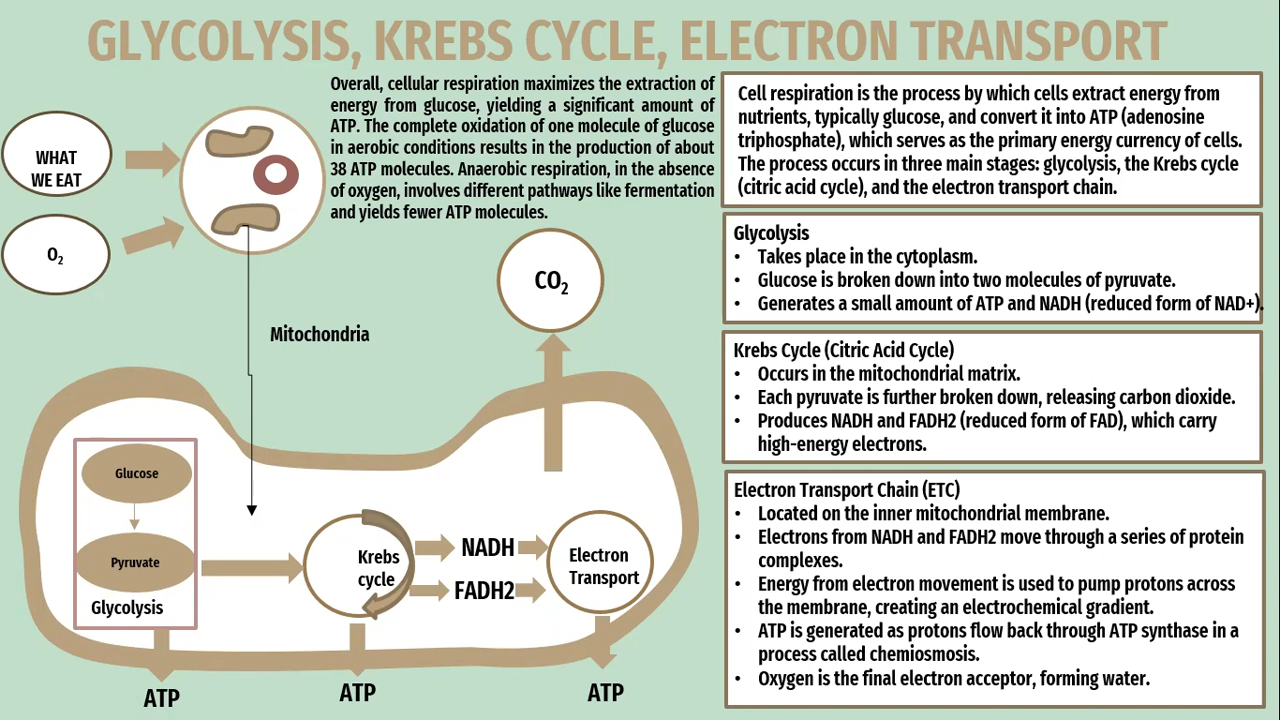 GLYCOLYSIS, KREBS CYCLE, ELECTRON TRANSPORT
Overall, cellular respiration maximizes the extraction of
energy from glucose, yielding a significant amount of
ATP. The complete oxidation of one molecule of glucose
in aerobic conditions results in the production of about
38 ATP molecules. Anaerobic respiration, in the absence
of oxygen, involves different pathways like fermentation
and yields fewer ATP molecules.
WHAT
WE EAT
O₂
CO₂
Mitochondria
Glucose
Pyruvate
Glycolysis
Krebs
cycle
NADH
FADH2
Electron
Transport
ATP
ATP
ATP
Cell respiration is the process by which cells extract energy from
nutrients, typically glucose, and convert it into ATP (adenosine
triphosphate), which serves as the primary energy currency of cells.
The process occurs in three main stages: glycolysis, the Krebs cycle
(citric acid cycle), and the electron transport chain.
Glycolysis
• Takes place in the cytoplasm.
• Glucose is broken down into two molecules of pyruvate.
• Generates a small amount of ATP and NADH (reduced form of NAD+).
Krebs Cycle (Citric Acid Cycle)
• Occurs in the mitochondrial matrix.
• Each pyruvate is further broken down, releasing carbon dioxide.
• Produces NADH and FADH2 (reduced form of FAD), which carry
high-energy electrons.
Electron Transport Chain (ETC)
• Located on the inner mitochondrial membrane.
• Electrons from NADH and FADH2 move through a series of protein
complexes.
• Energy from electron movement is used to pump protons across
the membrane, creating an electrochemical gradient.
• ATP is generated as protons flow back through ATP synthase in a
process called chemiosmosis.
• Oxygen is the final electron acceptor, forming water.